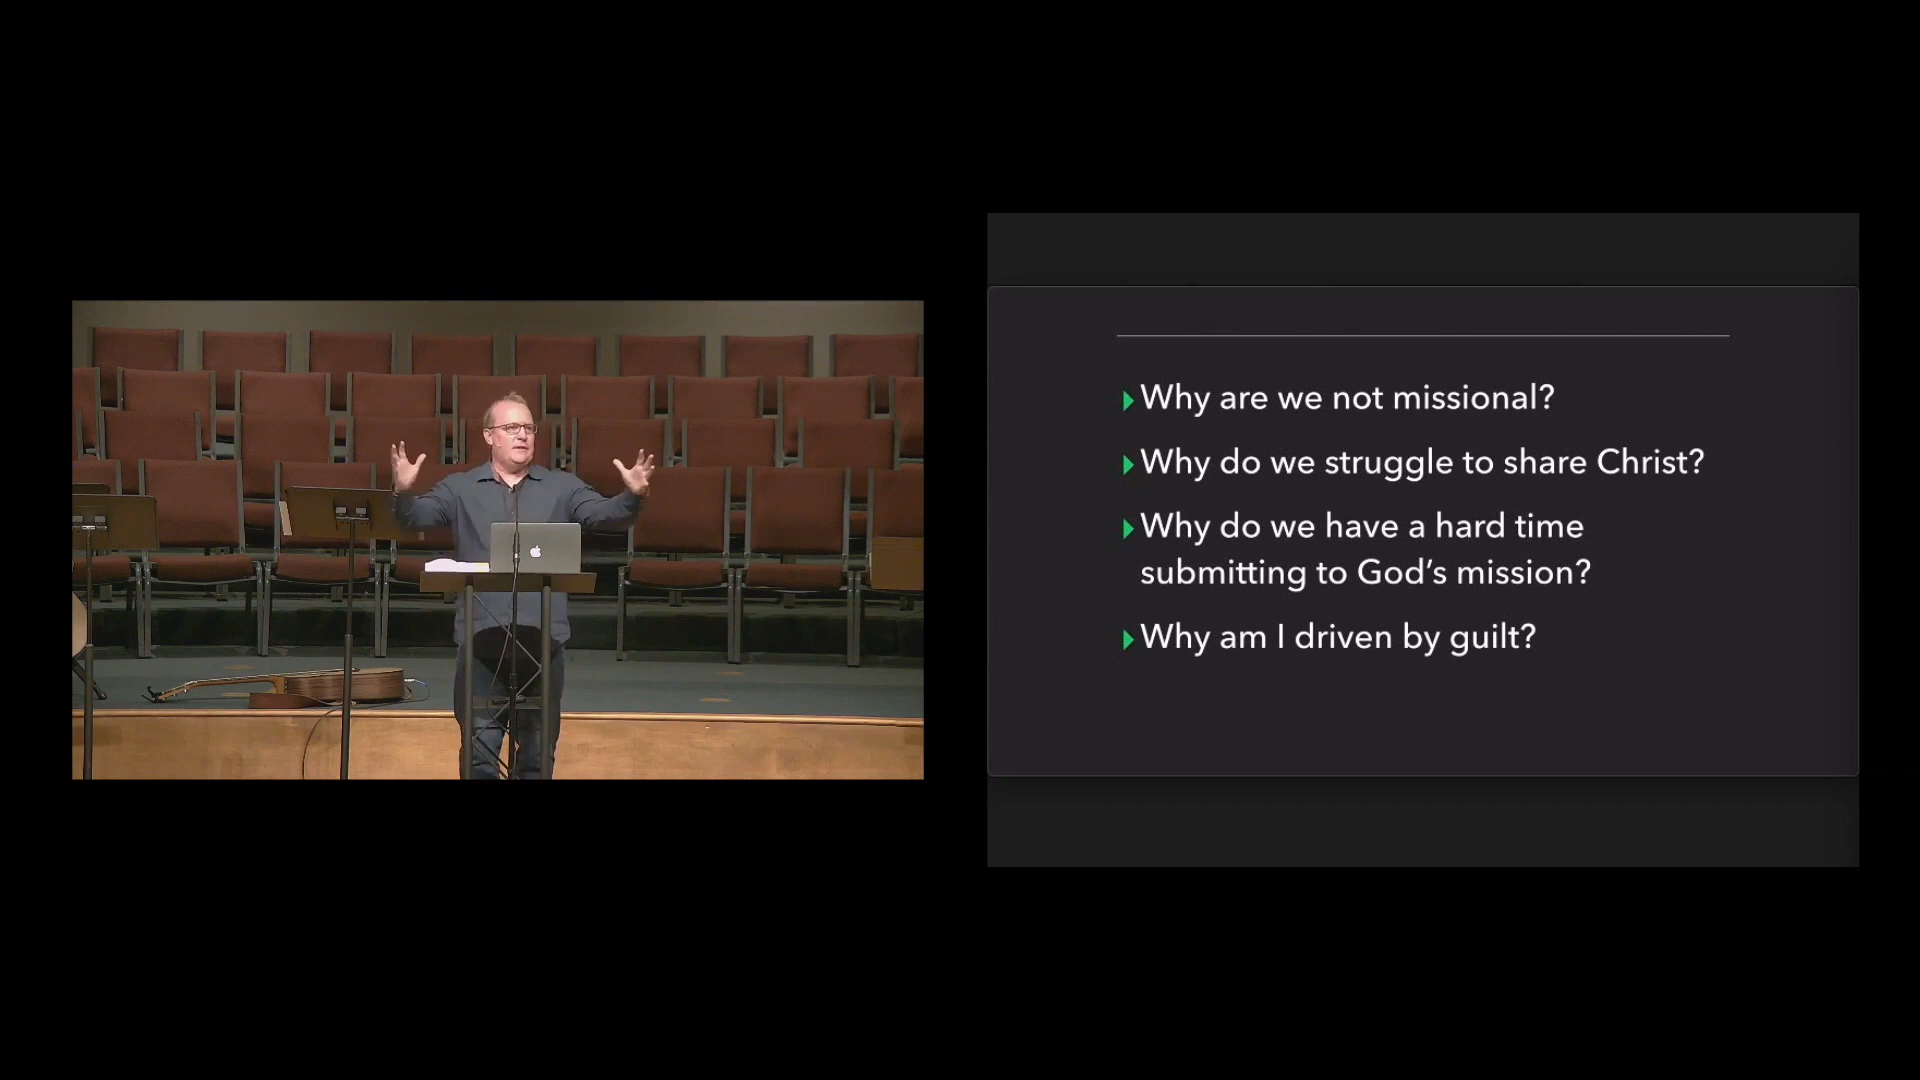 Why are we not missional?
Why do we struggle to share Christ?
Why do we have a hard time
submitting to God's mission?
Why am I driven by guilt?